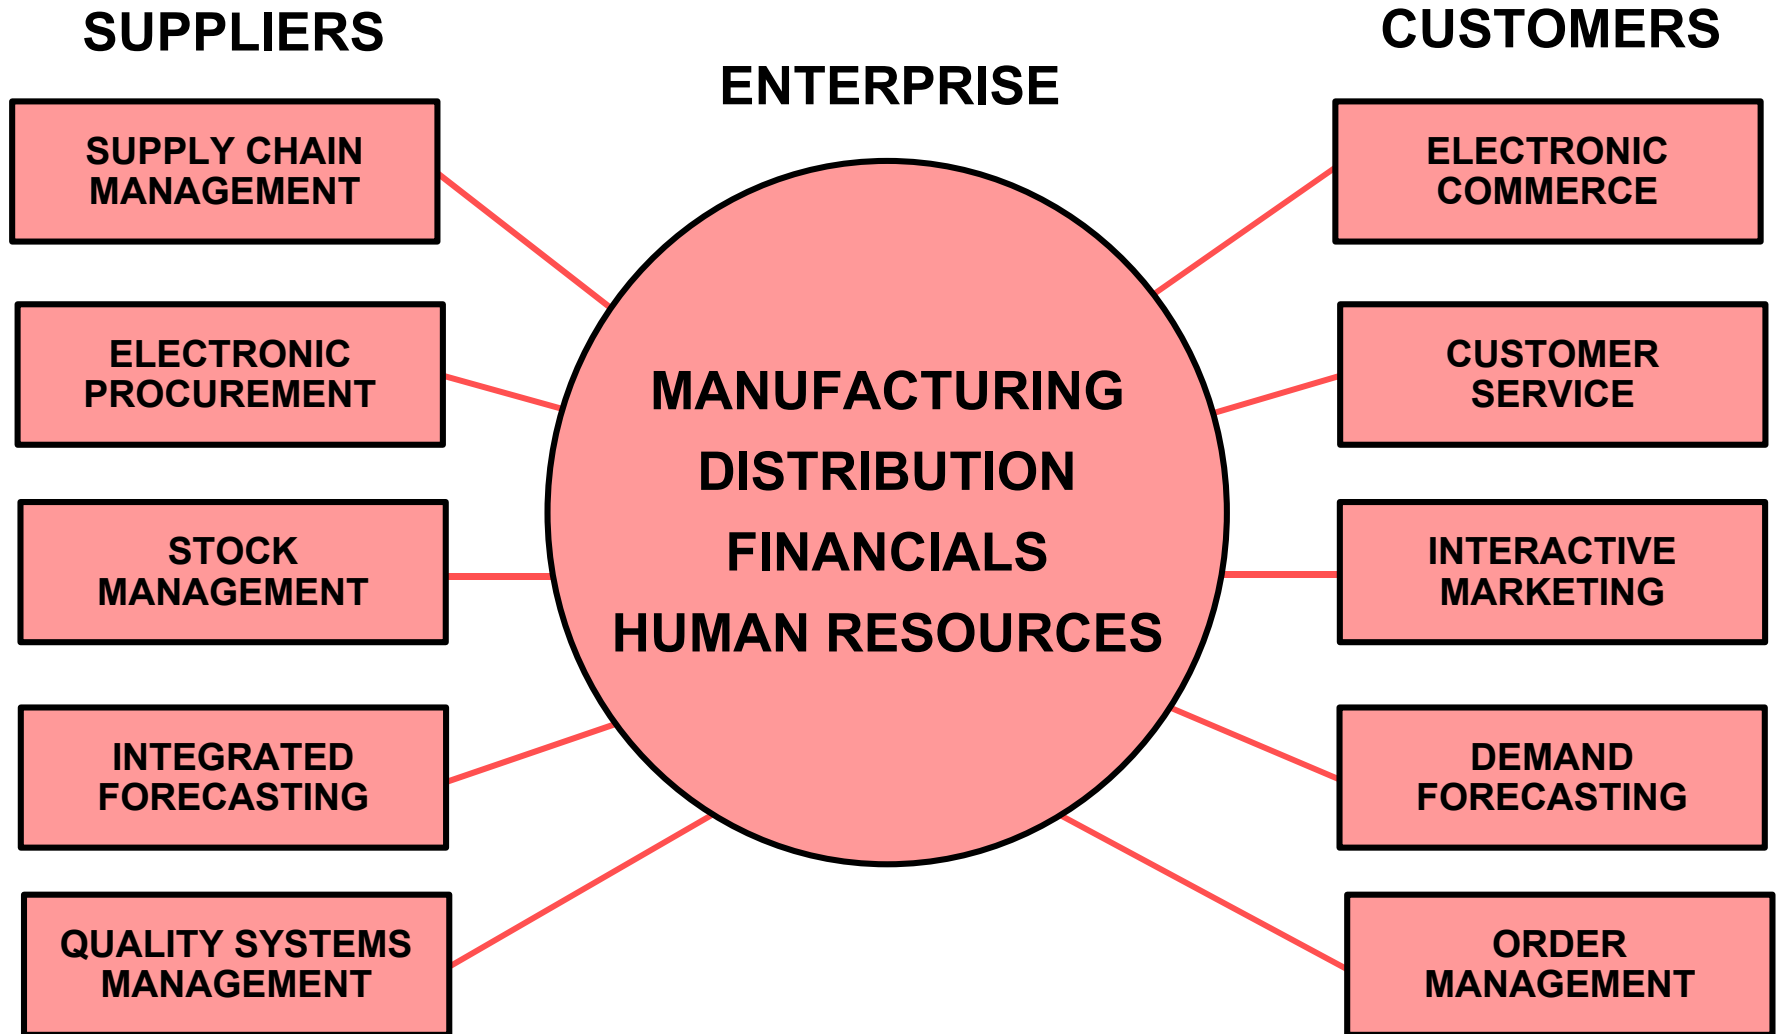 SUPPLIERS
SUPPLY CHAIN
MANAGEMENT
ELECTRONIC
PROCUREMENT
STOCK
MANAGEMENT
INTEGRATED
FORECASTING
QUALITY SYSTEMS
MANAGEMENT
ENTERPRISE
MANUFACTURING
DISTRIBUTION
FINANCIALS
HUMAN RESOURCES
CUSTOMERS
ELECTRONIC
COMMERCE
CUSTOMER
SERVICE
INTERACTIVE
MARKETING
DEMAND
FORECASTING
ORDER
MANAGEMENT